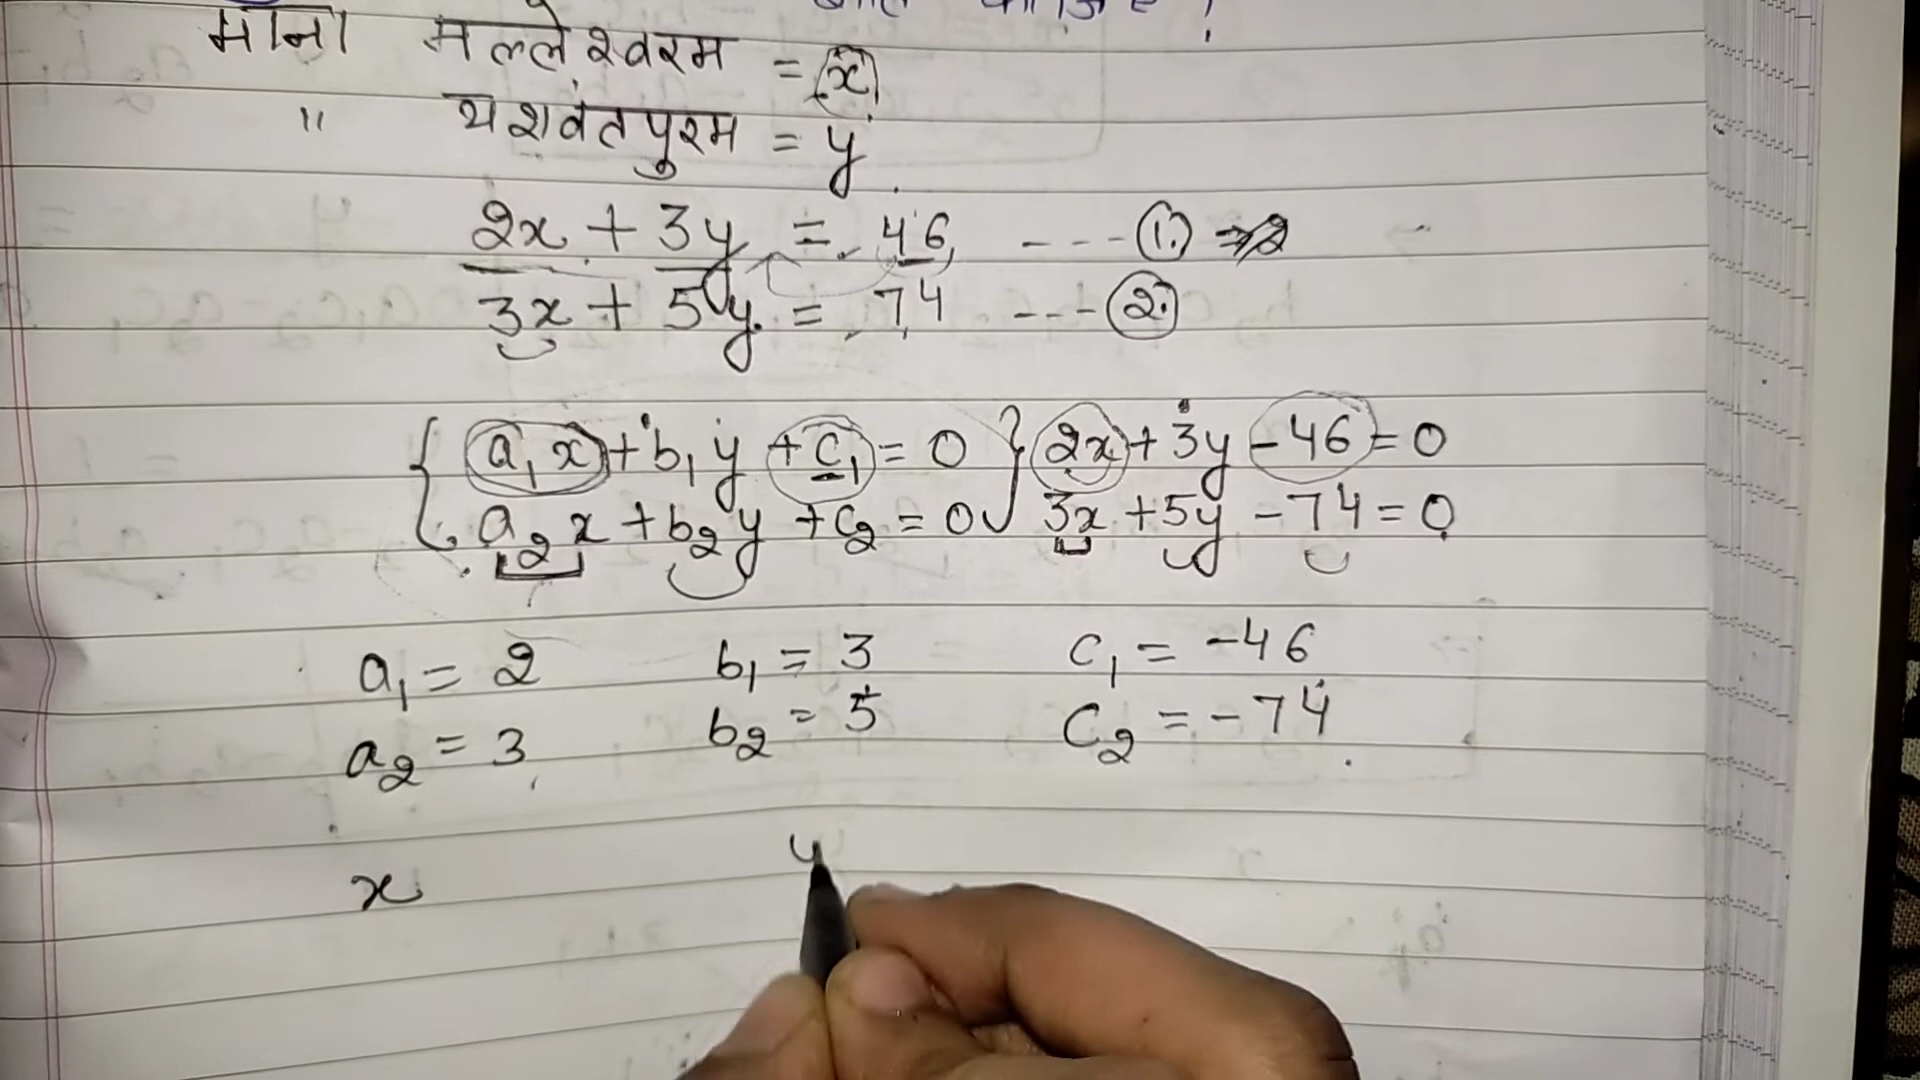 माना मल्लेश्वरम = x
" यशवंतपुरम = y
2x + 3y = 46 ---①
3x + 5y = 74 ---②
{ a₁x + b₁y + c₁ = 0 } 2x + 3y - 46 = 0
a₂x + b₂y + c₂ = 0 3x + 5y - 74 = 0
a₁ = 2 b₁ = 3 c₁ = -46
a₂ = 3 b₂ = 5 c₂ = -74
x y